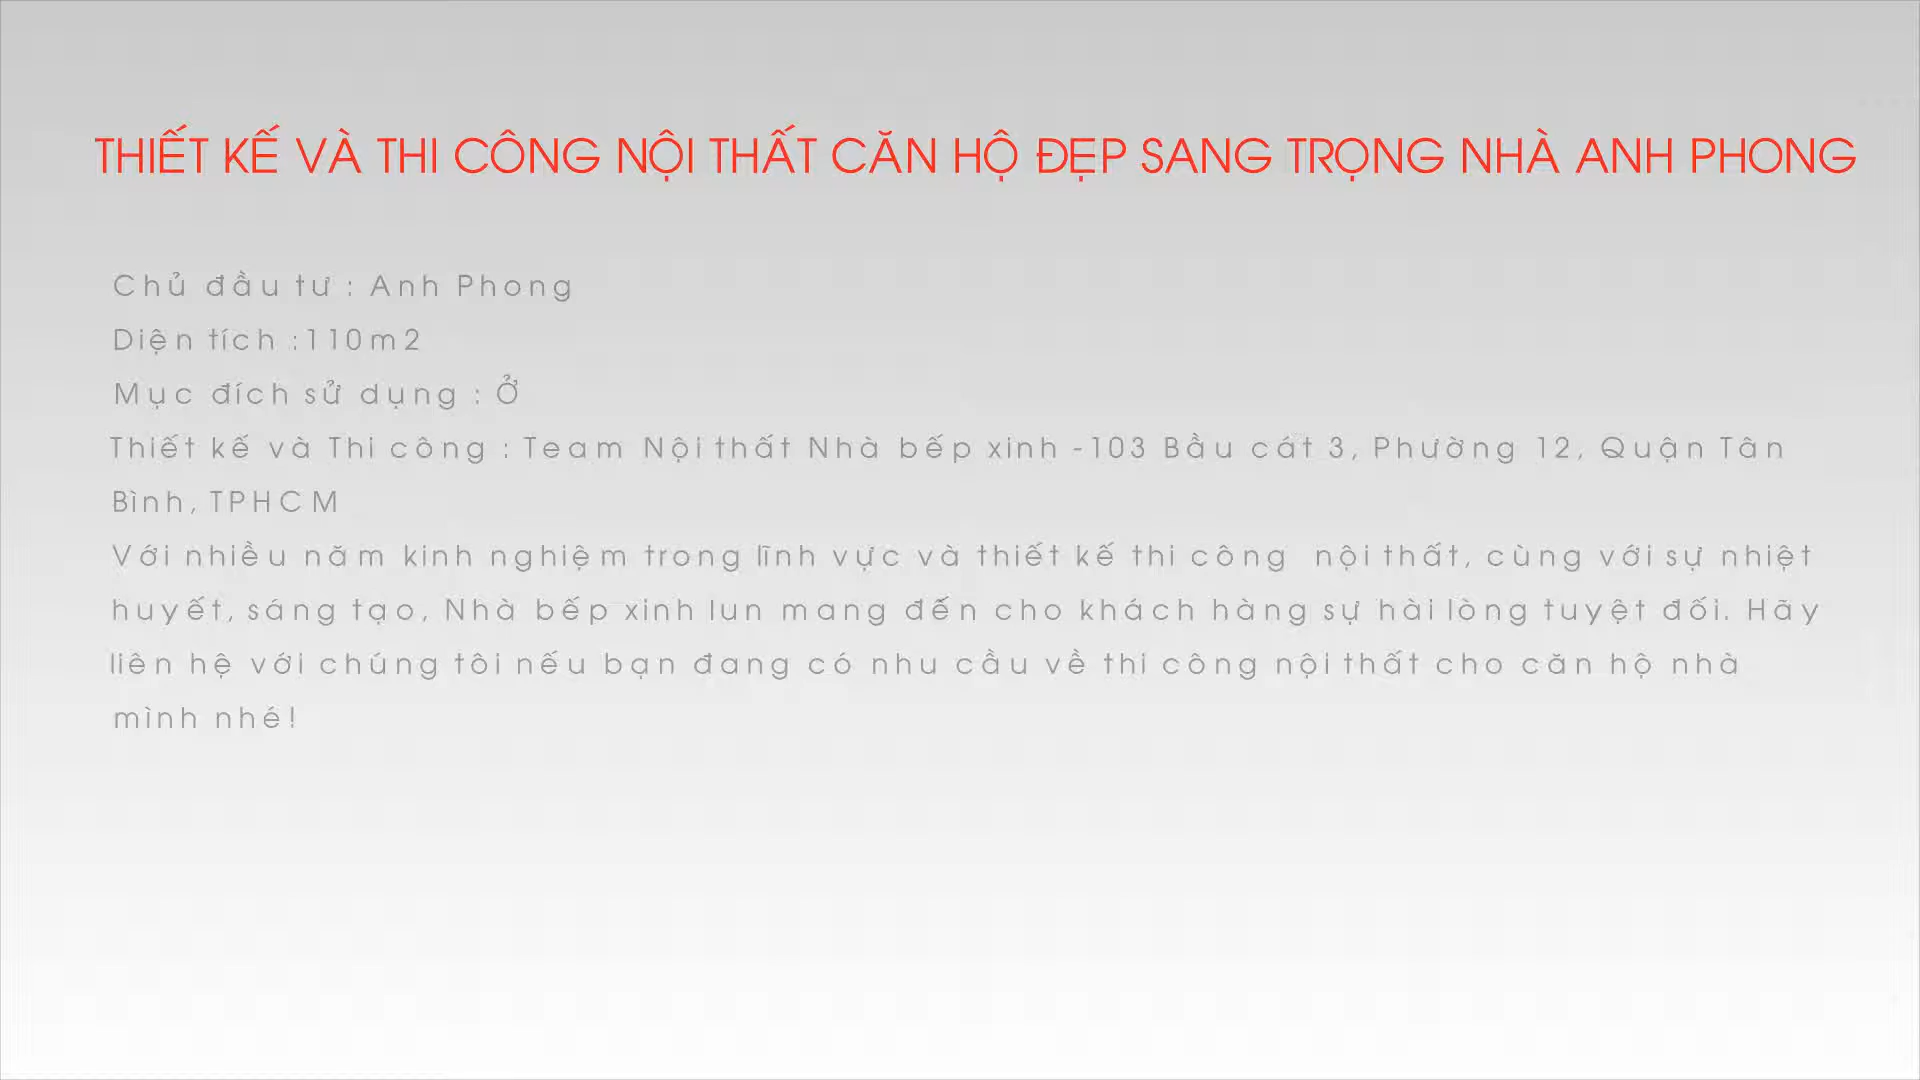 THIẾT KẾ VÀ THI CÔNG NỘI THẤT CĂN HỘ ĐẸP SANG TRỌNG NHÀ ANH PHONG
Chủ đầu tư : Anh Phong
Diện tích :110m2
Mục đích sử dụng : Ở
Thiết kế và Thi công : Team Nội thất Nhà bếp xinh -103 Bầu cát 3, Phường 12, Quận Tân
Bình, TPHCM
Với nhiều năm kinh nghiệm trong lĩnh vực và thiết kế thi công  nội thất, cùng với sự nhiệt
huyết, sáng tạo, Nhà bếp xinh lun mang đến cho khách hàng sự hài lòng tuyệt đối. Hãy
liên hệ với chúng tôi nếu bạn đang có nhu cầu về thi công nội thất cho căn hộ nhà
mình nhé!